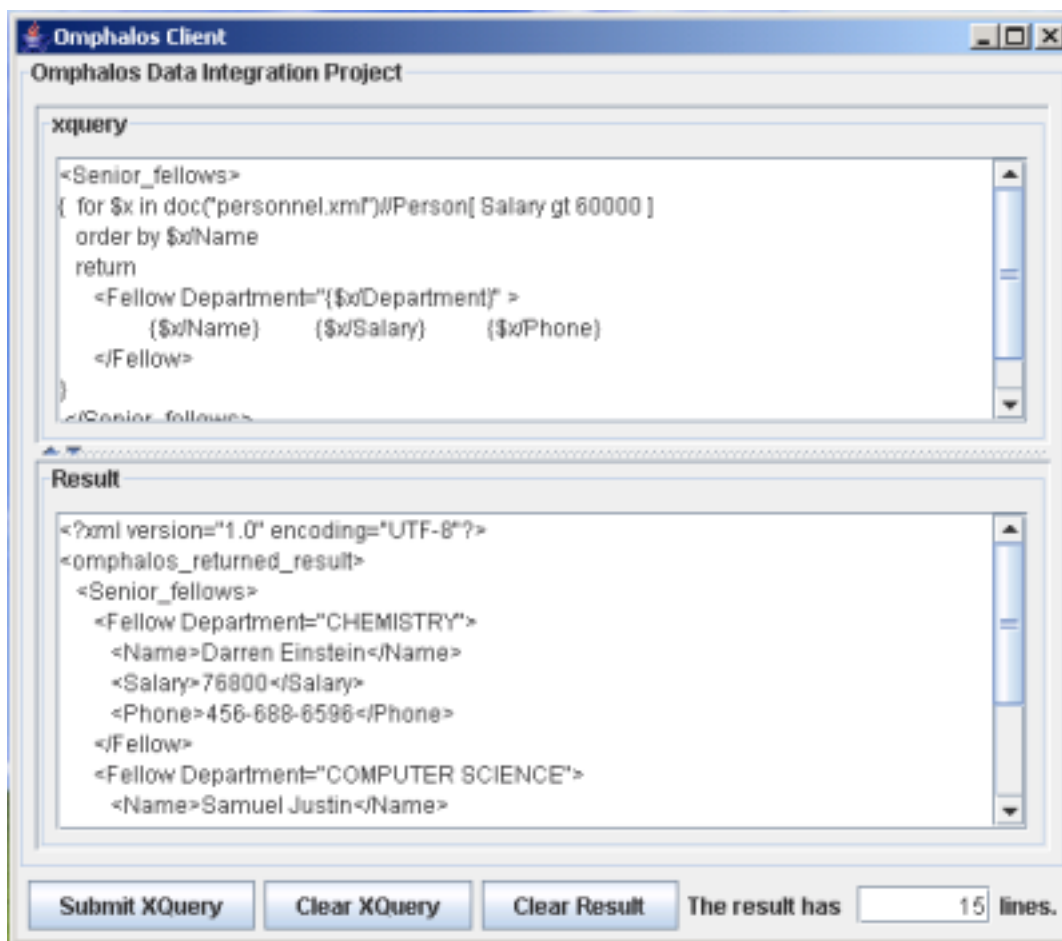 Omphalos Client
Omphalos Data Integration Project
xquery
<Senior_fellows>
{ for $x in doc("personnel.xml")//Person[ Salary gt 60000 ]
order by $x/Name
return
<Fellow Department="{$x/Department}" >
{$x/Name} {$x/Salary} {$x/Phone}
</Fellow>
}
</Senior_fellows>
Result
<?xml version="1.0" encoding="UTF-8"?>
<omphalos_returned_result>
<Senior_fellows>
<Fellow Department="CHEMISTRY">
<Name>Darren Einstein</Name>
<Salary>76800</Salary>
<Phone>456-688-6596</Phone>
</Fellow>
<Fellow Department="COMPUTER SCIENCE">
<Name>Samuel Justin</Name>
Submit XQuery Clear XQuery Clear Result The result has 15 lines.